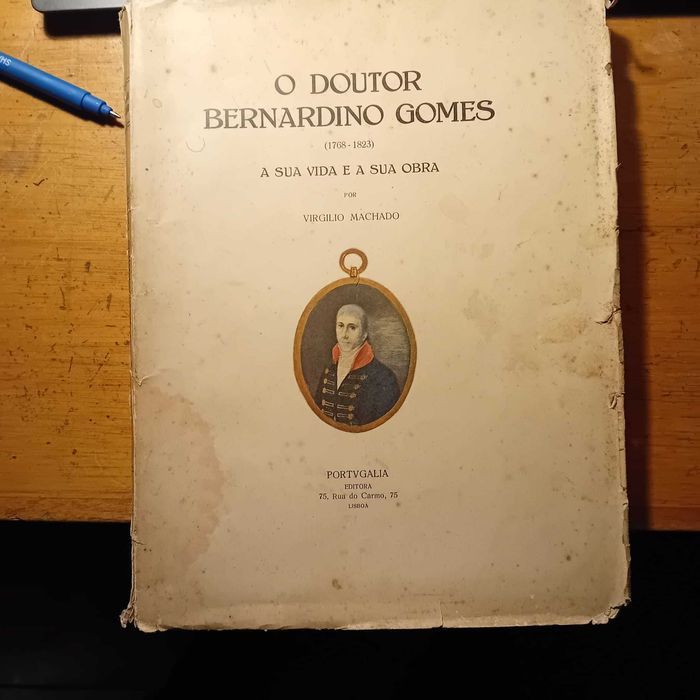 O DOUTOR
BERNARDINO GOMES
(1768-1823)
A SUA VIDA E A SUA OBRA
POR
VIRGILIO MACHADO
PORTVGALIA
EDITORA
75, Rua do Carmo, 75
LISBOA